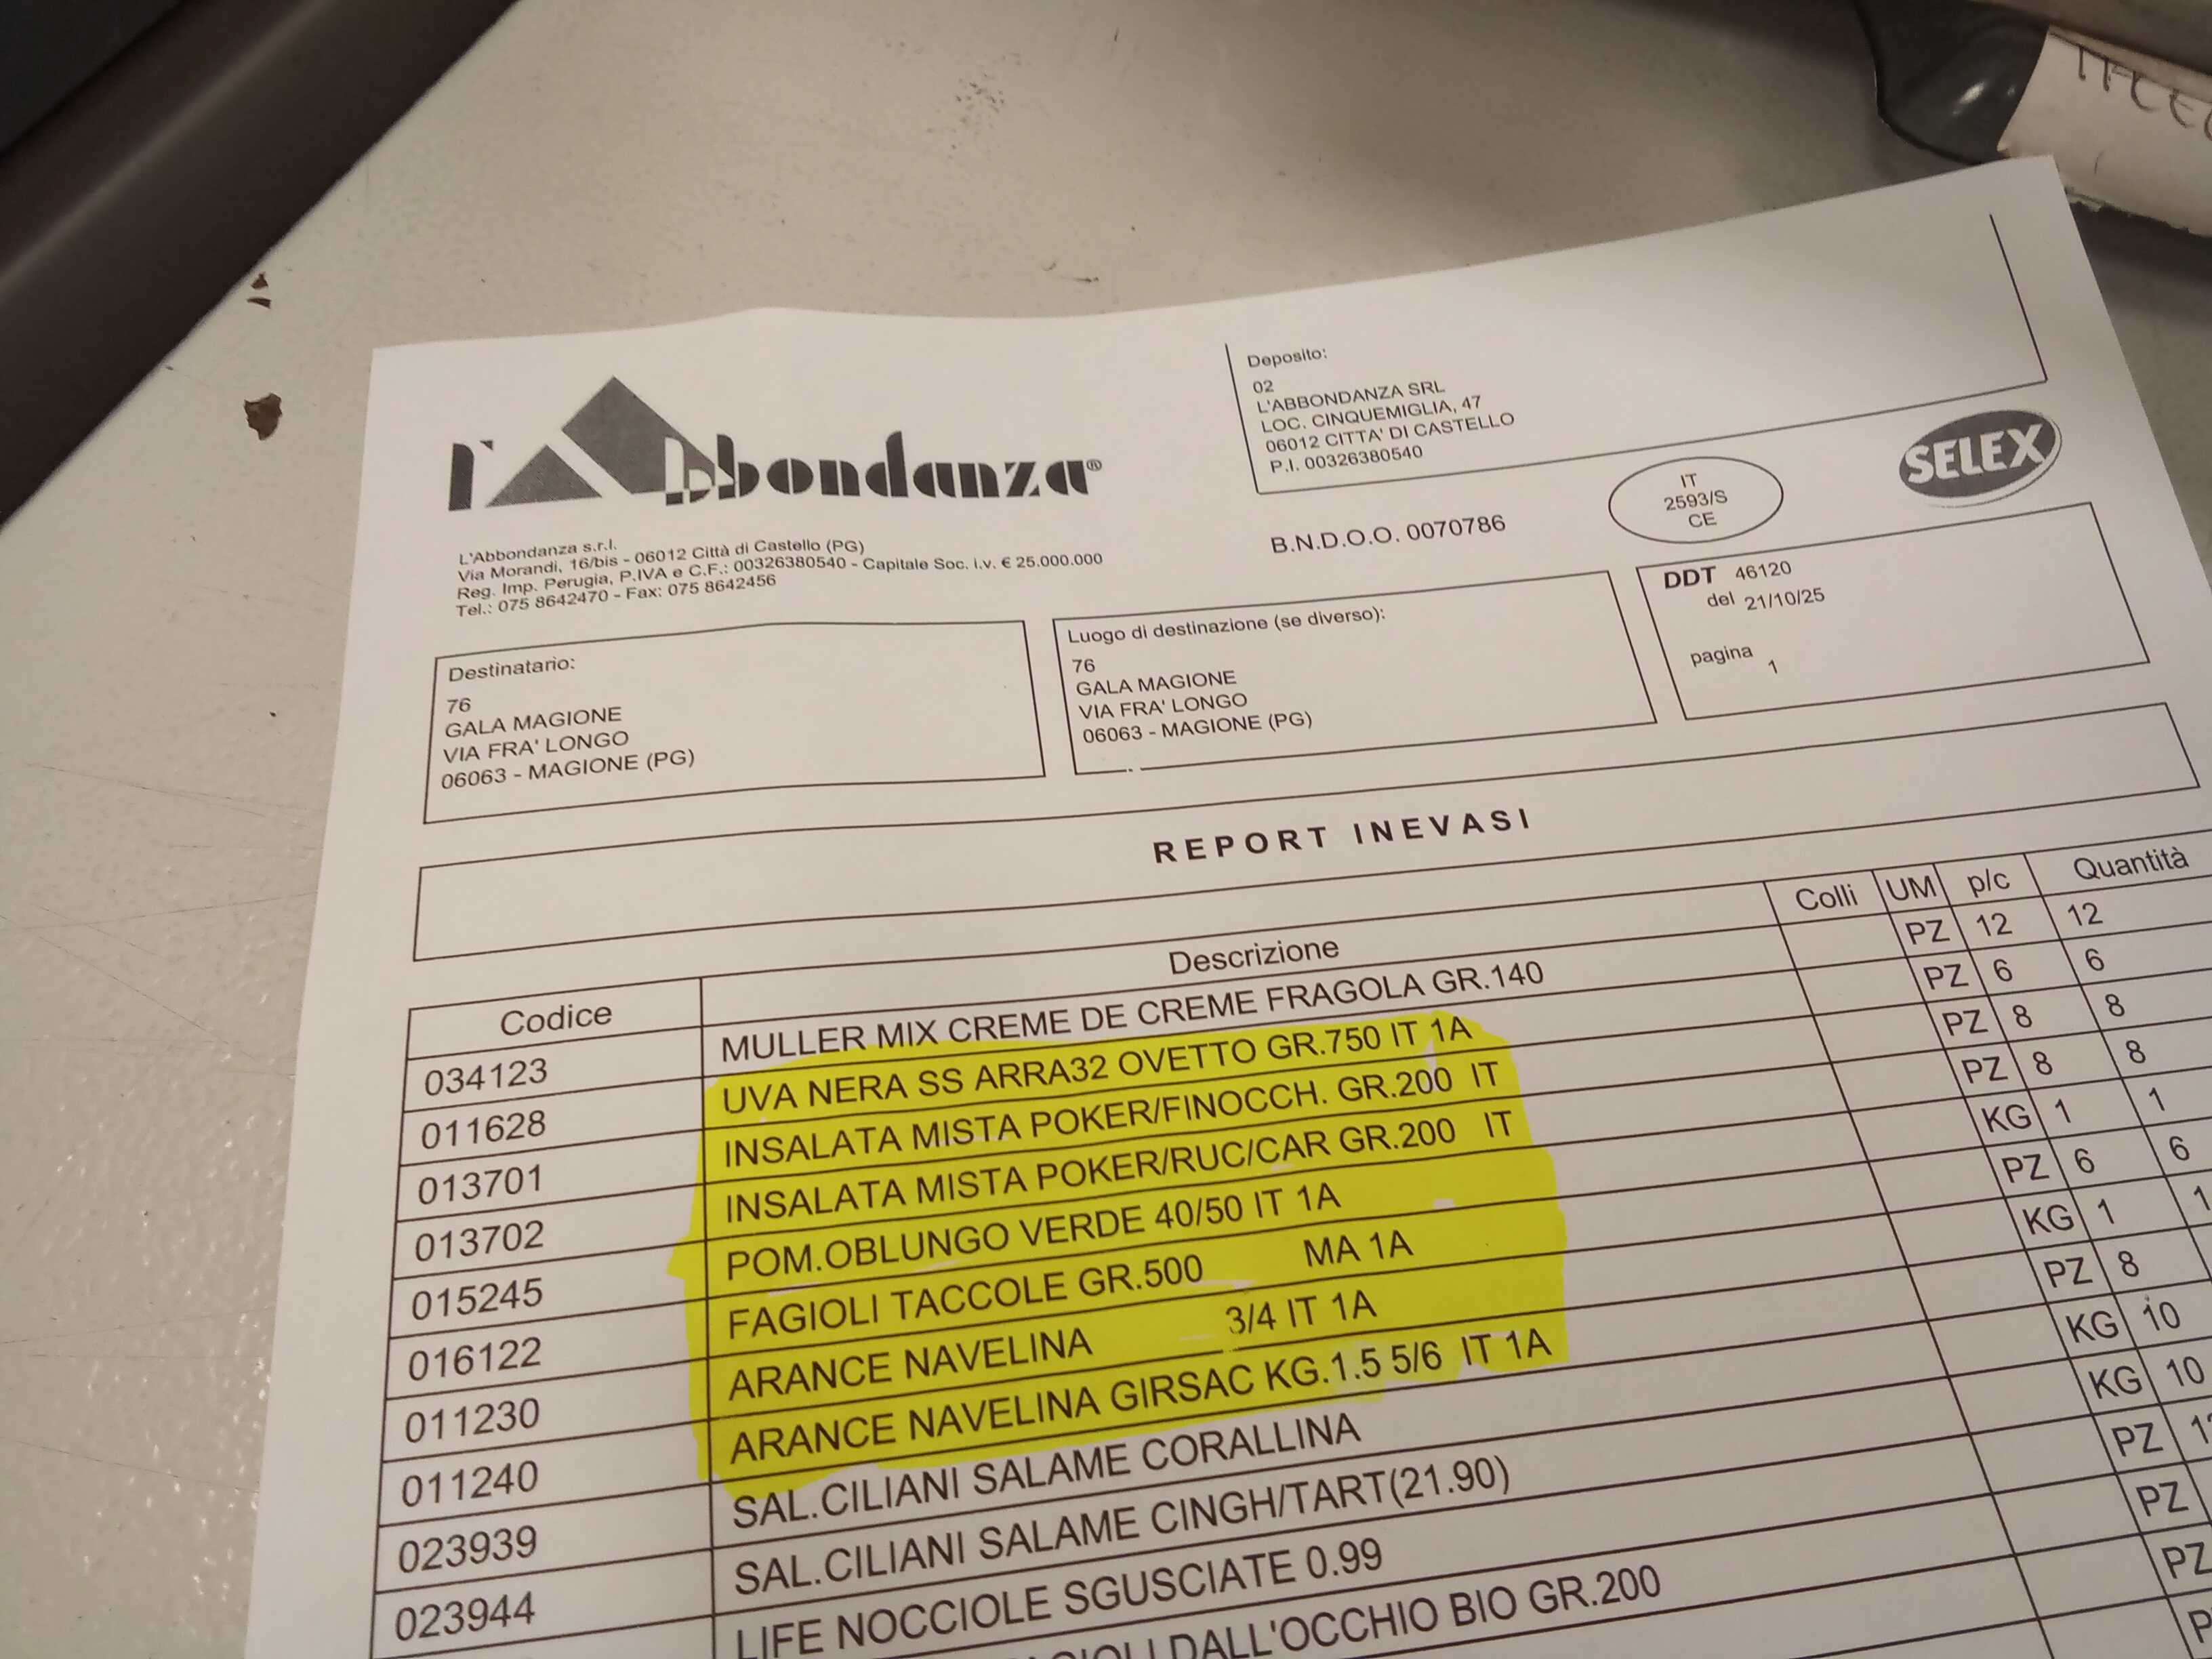 l'Abbondanza®
L'Abbondanza s.r.l.
Via Morandi, 16/bis - 06012 Città di Castello (PG)
Reg. Imp. Perugia, P.IVA e C.F.: 00326380540 - Capitale Soc. i.v. € 25.000.000
Tel.: 075 8642470 - Fax: 075 8642456
Deposito:
02
L'ABBONDANZA SRL
LOC. CINQUEMIGLIA, 47
06012 CITTA' DI CASTELLO
P.I. 00326380540
B.N.D.O.O. 0070786
IT
2593/S
CE
SELEX
Destinatario:
76
GALA MAGIONE
VIA FRA' LONGO
06063 - MAGIONE (PG)
Luogo di destinazione (se diverso):
76
GALA MAGIONE
VIA FRA' LONGO
06063 - MAGIONE (PG)
DDT 46120
del 21/10/25
pagina
1
REPORT INEVASI
Codice Descrizione Colli UM p/c Quantità
034123 MULLER MIX CREME DE CREME FRAGOLA GR.140 PZ 12 12
011628 UVA NERA SS ARRA32 OVETTO GR.750 IT 1A PZ 6 6
013701 INSALATA MISTA POKER/FINOCCH. GR.200 IT PZ 8 8
013702 INSALATA MISTA POKER/RUC/CAR GR.200 IT PZ 8 8
015245 POM.OBLUNGO VERDE 40/50 IT 1A KG 1 1
016122 FAGIOLI TACCOLE GR.500 MA 1A PZ 6 6
011230 ARANCE NAVELINA 3/4 IT 1A KG 1 1
011240 ARANCE NAVELINA GIRSAC KG.1.5 5/6 IT 1A PZ 8
023939 SAL.CILIANI SALAME CORALLINA KG 10
023944 SAL.CILIANI SALAME CINGH/TART(21.90) KG 10
LIFE NOCCIOLE SGUSCIATE 0.99 PZ
DALL'OCCHIO BIO GR.200 PZ
PZ